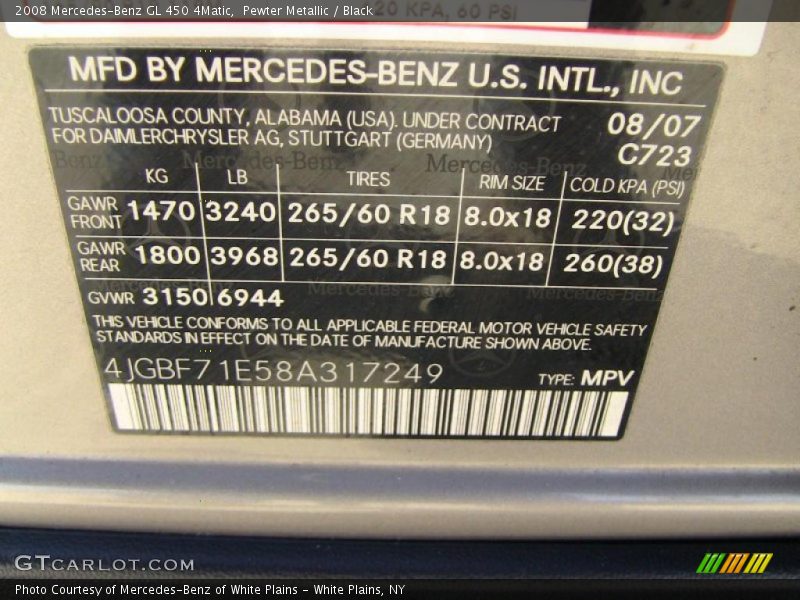 2008 Mercedes-Benz GL 450 4Matic,  Pewter Metallic / Black
20 KPA, 60 PSI
MFD BY MERCEDES-BENZ U.S. INTL., INC
TUSCALOOSA COUNTY, ALABAMA (USA). UNDER CONTRACT
FOR DAIMLERCHRYSLER AG, STUTTGART (GERMANY)
08/07
C723
KG LB TIRES RIM SIZE COLD KPA (PSI)
GAWR FRONT 1470 3240 265/60 R18 8.0x18 220(32)
GAWR REAR 1800 3968 265/60 R18 8.0x18 260(38)
GVWR 3150 6944
THIS VEHICLE CONFORMS TO ALL APPLICABLE FEDERAL MOTOR VEHICLE SAFETY
STANDARDS IN EFFECT ON THE DATE OF MANUFACTURE SHOWN ABOVE.
4JGBF71E58A317249 TYPE: MPV
GTCARLOT.COM
Photo Courtesy of Mercedes-Benz of White Plains - White Plains, NY